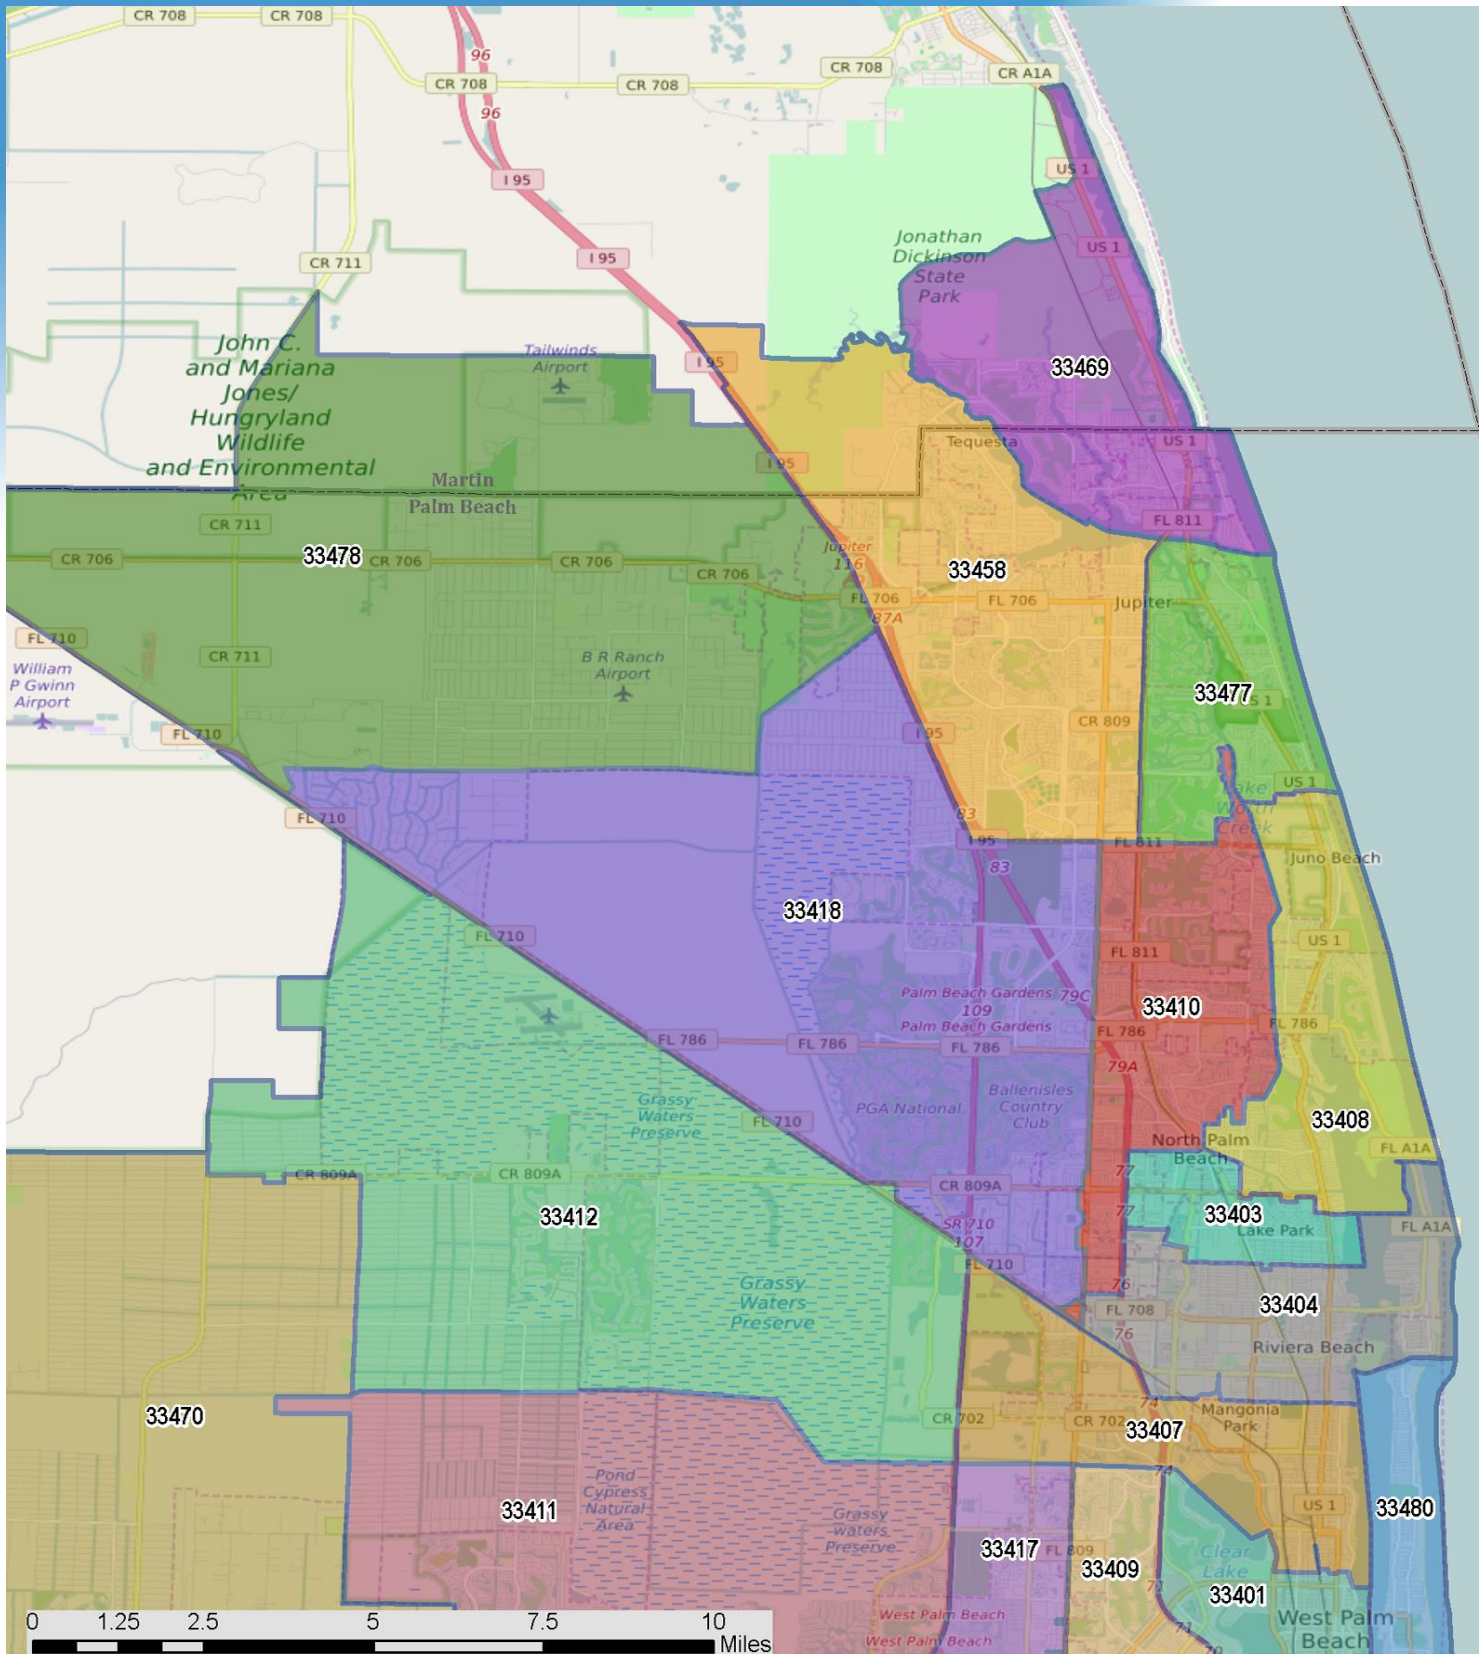 CR 708
CR 708
96
CR 708
CR 708
CR 708
CR A1A
96
I 95
US 1
Jonathan
Dickinson
State
Park
US 1
I 95
CR 711
John C.
and Mariana
Jones/
Hungryland
Wildlife
and Environmental
Area
Tailwinds
Airport
I 95
33469
Tequesta
US 1
I 95
Martin
Palm Beach
CR 711
FL 811
CR 706
33478
CR 706
CR 706
CR 706
Jupiter
116
33458
FL 706
FL 706
Jupiter
87A
FL 710
William
P Gwinn
Airport
CR 711
B R Ranch
Airport
33477
S 1
FL 710
I 95
CR 809
US 1
Lake
Worth
Creek
FL 710
83
I 95
FL 811
83
Juno Beach
33418
FL 710
FL 811
US 1
Palm Beach Gardens
109
Palm Beach Gardens
79C
33410
FL 786
FL 786
FL 786
FL 786
FL 786
79A
Grassy
Waters
Preserve
FL 710
PGA National
Ballenisles
Country
Club
33408
North Palm
Beach
FL A1A
CR 809A
CR 809A
CR 809A
77
33412
SR 710
107
77
33403
Lake Park
FL A1A
FL 710
Grassy
Waters
Preserve
76
33404
FL 708
76
Riviera Beach
33470
CR 702
CR 702
74
33407
Mangonia
Park
74
Pond
Cypress
Natural
Area
33411
Grassy
waters
Preserve
US 1
33480
33417
FL 809
33409
Clear
Lake
33401
71
West Palm Beach
West Palm Beach
71
70
West Palm
Beach
0 1.25 2.5 5 7.5 10
Miles